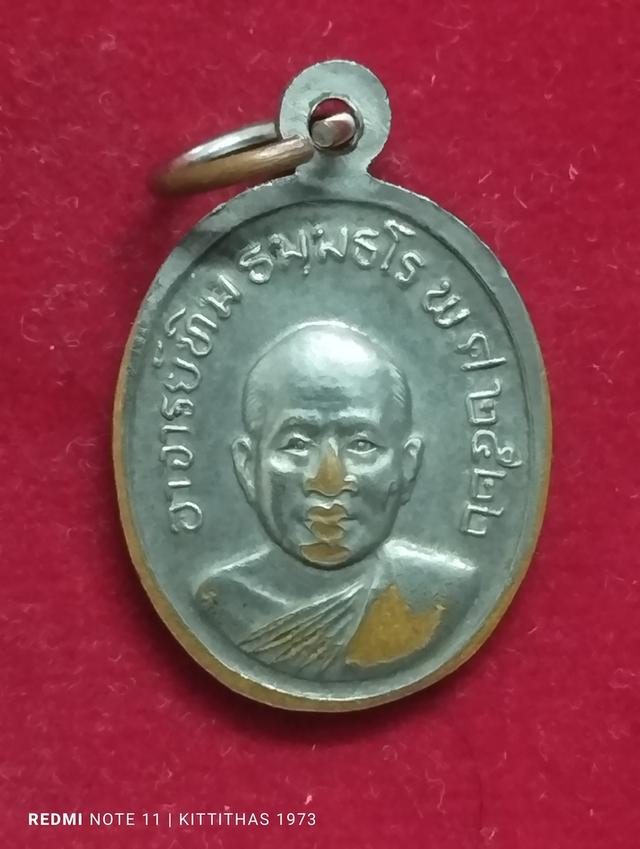 อาจารย์ทิม ธมฺมธโร พ ศ ๒๕๒๒
REDMI NOTE 11 | KITTITHAS 1973